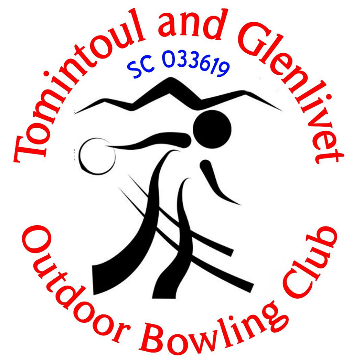 Tomintoul and Glenlivet
SC 033619
Outdoor Bowling Club